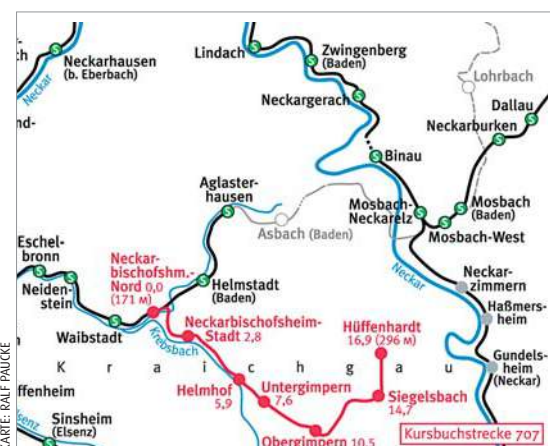 Neckarhausen
(b. Eberbach)
Neckar
nd-
Lindach
Zwingenberg
(Baden)
Neckargerach
Lohrbach
Dallau
Neckarburken
Binau
Aglaster-
hausen
Asbach (Baden)
Mosbach-
Neckarelz
Mosbach
(Baden)
Mosbach-West
Eschel-
bronn
Neckar-
bischofshm.-
Nord 0,0
(171 M)
Neiden-
stein
Helmstadt
(Baden)
Neckar
Neckar-
zimmern
Haßmers-
heim
Waibstadt
Krebsbach
Neckarbischofsheim-
Stadt 2,8
Hüffenhardt
16,9 (296 M)
Gundels-
heim
(Neckar)
K r a i c h g a u
Helmhof
5,9
Untergimpern
7,6
Siegelsbach
14,7
ffenheim
Elsenz
Sinsheim
(Elsenz)
Obergimpern 10,5
Kursbuchstrecke 707
KARTE: RALF PAUCKE